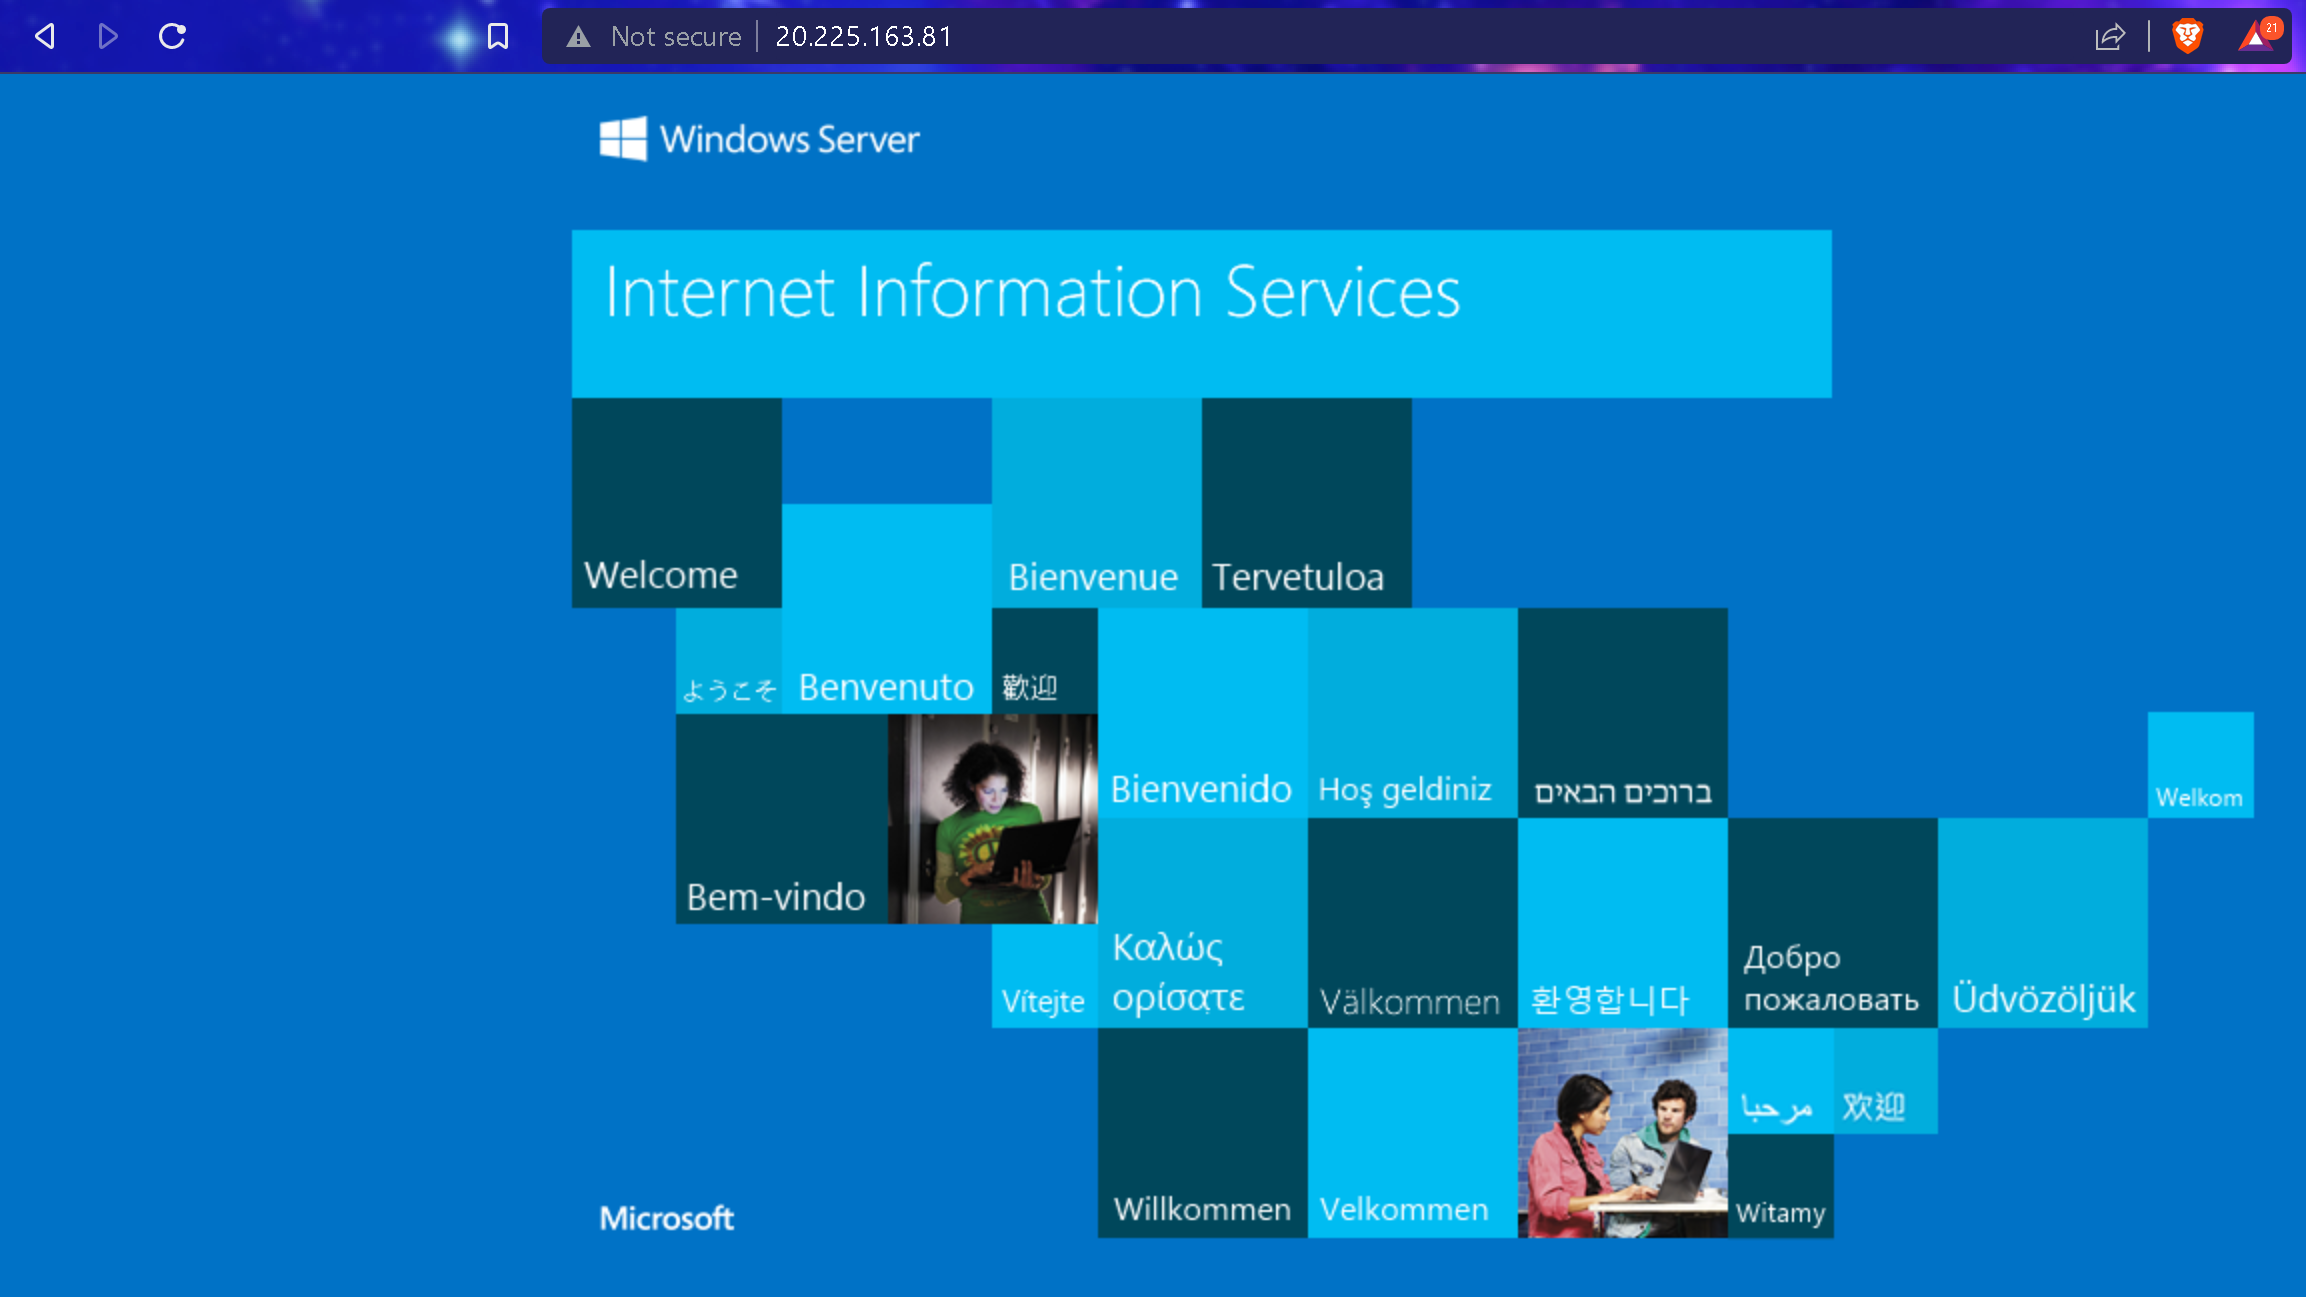 Not secure
20.225.163.81
21
Windows Server
Internet Information Services
Welcome
Bienvenue
Tervetuloa
ようこそ
Benvenuto
歡迎
Bienvenido
Hoş geldiniz
ברוכים הבאים
Welkom
Bem-vindo
Vítejte
Καλώς
ορίσατε
Välkommen
환영합니다
Добро
пожаловать
Üdvözöljük
Willkommen
Velkommen
مرحبا
欢迎
Witamy
Microsoft